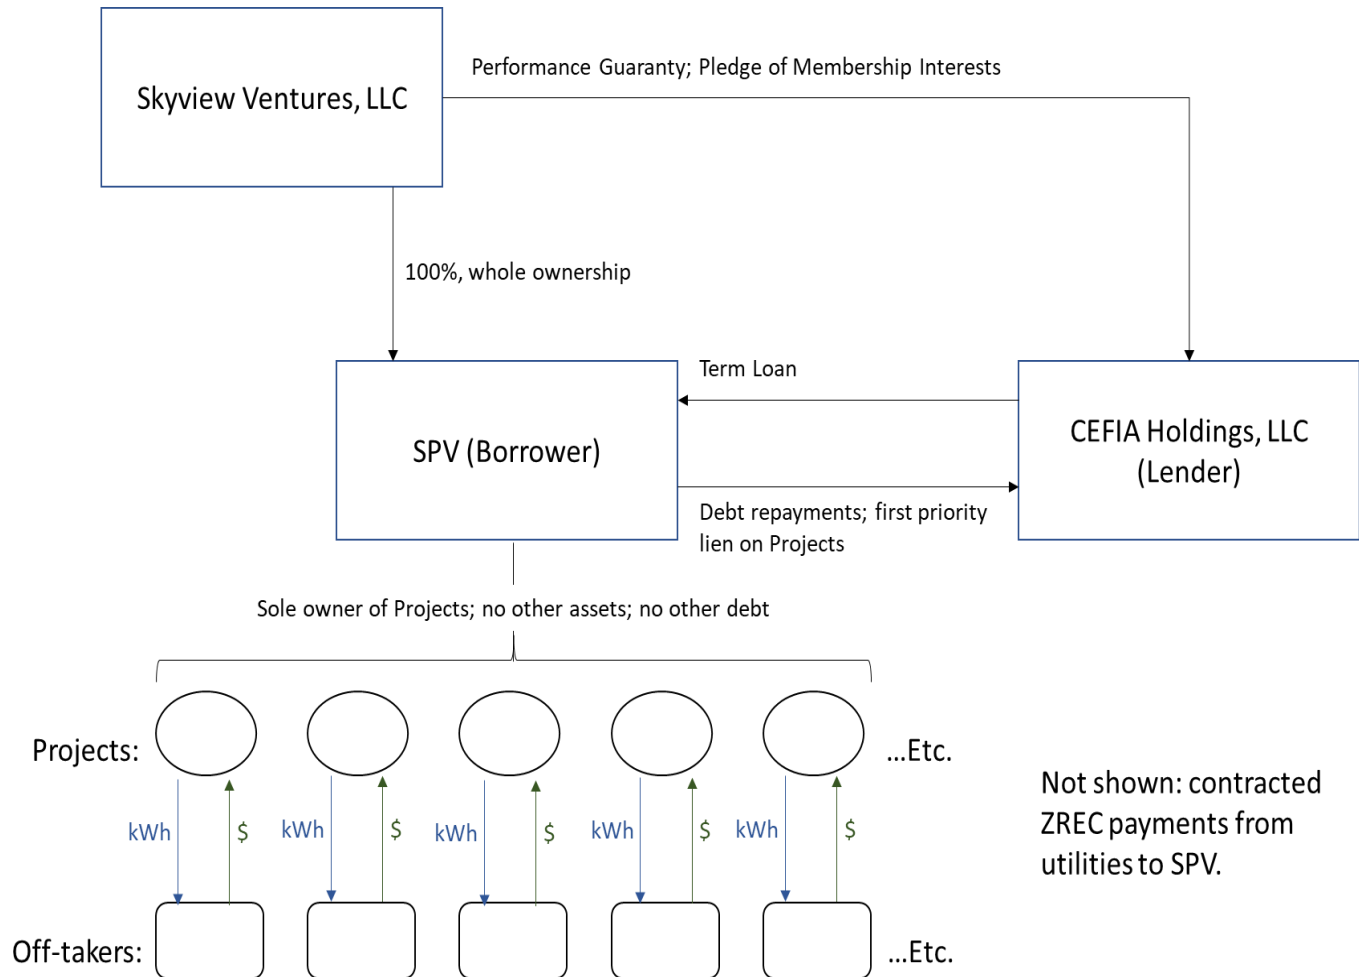 Skyview Ventures, LLC
Performance Guaranty; Pledge of Membership Interests
100%, whole ownership
Term Loan
SPV (Borrower)
CEFIA Holdings, LLC
(Lender)
Debt repayments; first priority
lien on Projects
Sole owner of Projects; no other assets; no other debt
Projects:
...Etc.
kWh $ kWh $ kWh $ kWh $ kWh $
Not shown: contracted
ZREC payments from
utilities to SPV.
Off-takers:
...Etc.